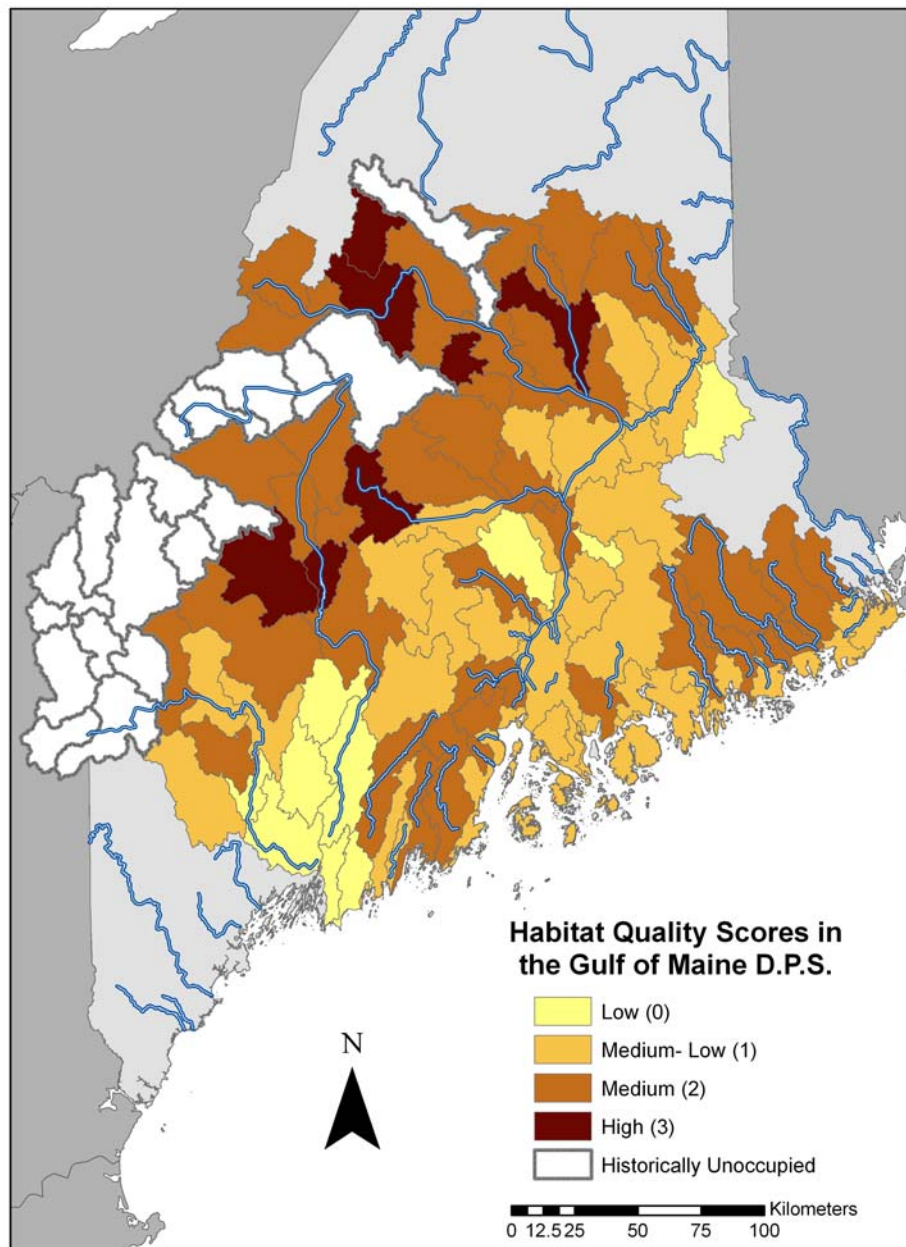 Habitat Quality Scores in
the Gulf of Maine D.P.S.
Low (0)
Medium- Low (1)
Medium (2)
High (3)
Historically Unoccupied
N
Kilometers
0 12.5 25 50 75 100